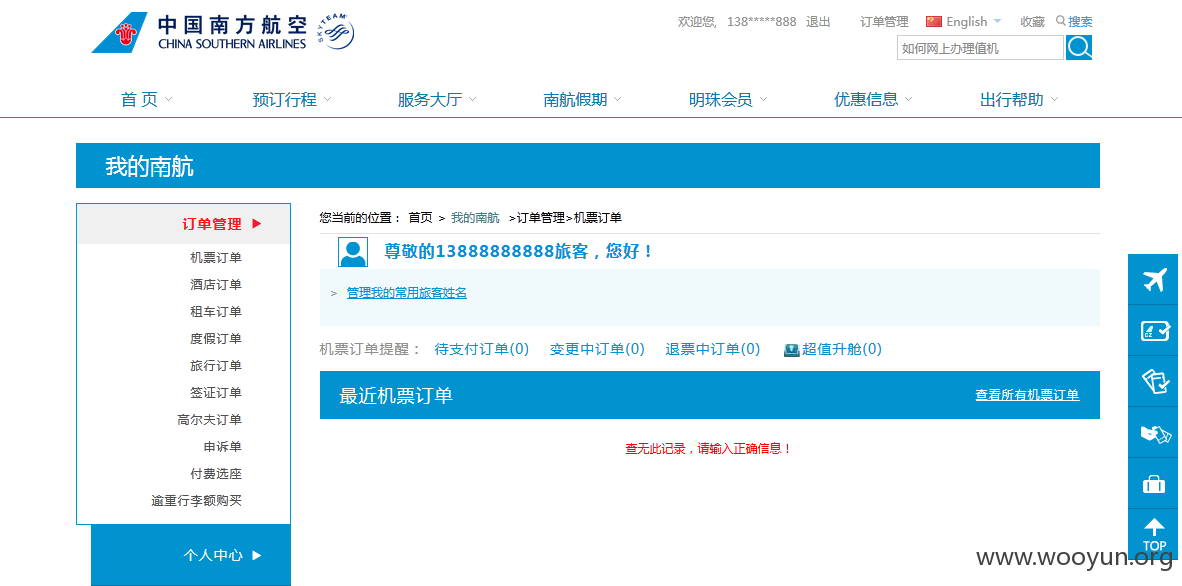 中国南方航空
CHINA SOUTHERN AIRLINES
SKYTEAM
欢迎您, 138*****888 退出 订单管理 English 收藏 搜索
如何网上办理值机
首 页 预订行程 服务大厅 南航假期 明珠会员 优惠信息 出行帮助
我的南航
订单管理
机票订单
酒店订单
租车订单
度假订单
旅行订单
签证订单
高尔夫订单
申诉单
付费选座
逾重行李额购买
个人中心
您当前的位置： 首页 > 我的南航 >订单管理>机票订单
尊敬的13888888888旅客，您好！
> 管理我的常用旅客姓名
机票订单提醒： 待支付订单(0) 变更中订单(0) 退票中订单(0) 超值升舱(0)
最近机票订单 查看所有机票订单
查无此记录，请输入正确信息！
TOP
www.wooyun.org